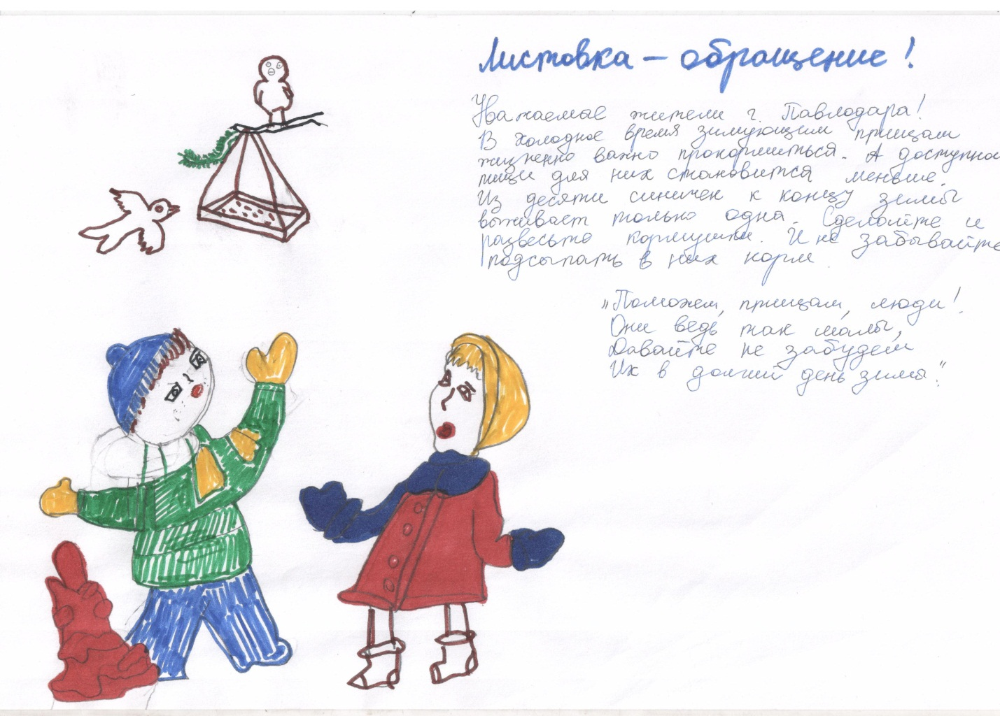 Листовка – обращение!
Уважаемые жители г. Павлодара!
В холодное время зимующим птицам
жизненно важно прокормиться. А доступной
пищи для них становится меньше.
Из десяти синичек к концу зимы
выживает только одна. Сделайте и
развесьте кормушки. И не забывайте
подсыпать в них корм.
„Поможем, птицам, люди!
Они ведь так малы,
Давайте не забудем
Их в долгий день зимы".